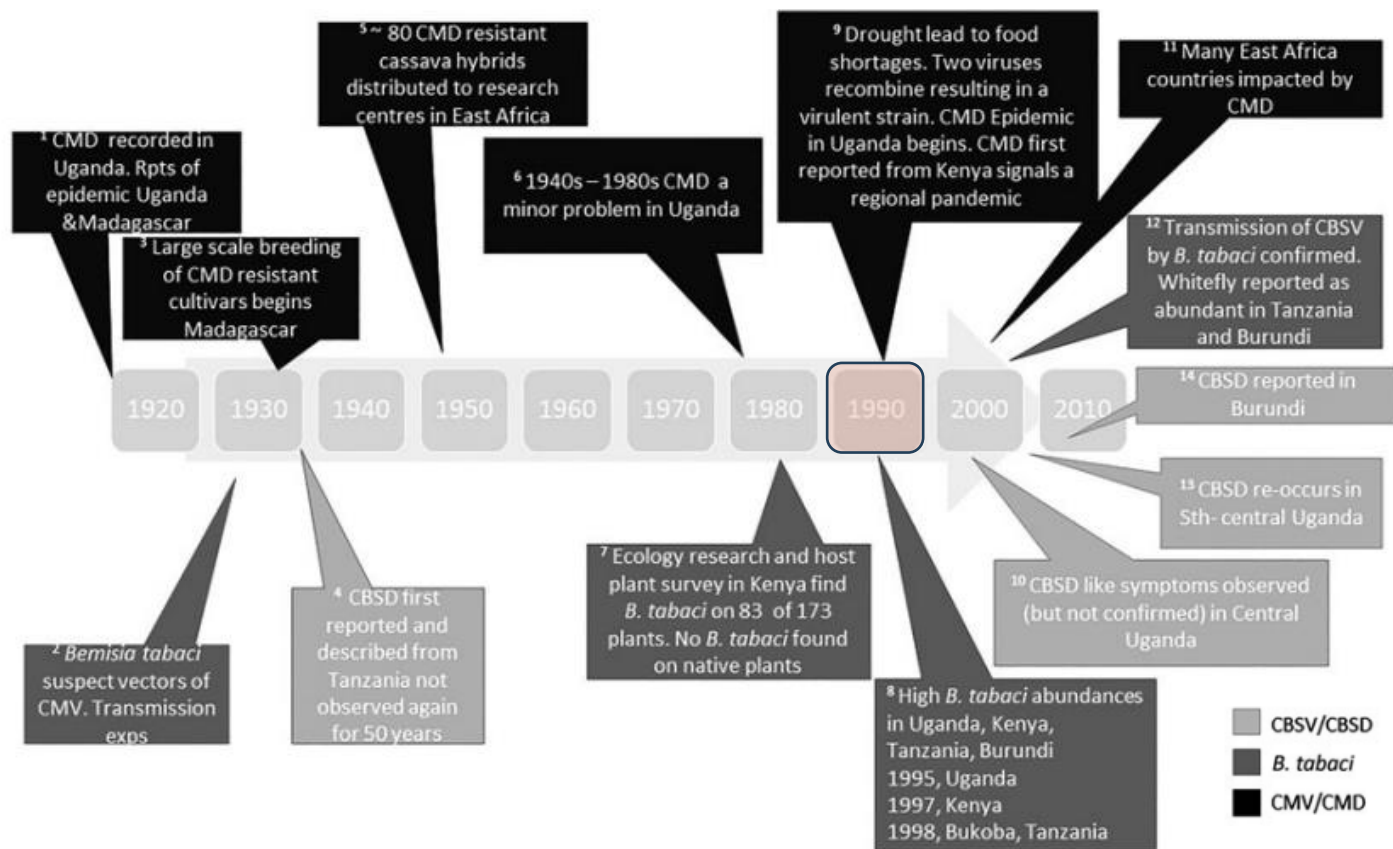 ¹ CMD recorded in
Uganda. Rpts of
epidemic Uganda
&Madagascar
³ Large scale breeding
of CMD resistant
cultivars begins
Madagascar
⁵ ~ 80 CMD resistant
cassava hybrids
distributed to research
centres in East Africa
⁶ 1940s – 1980s CMD a
minor problem in
Uganda
⁹ Drought lead to food
shortages. Two viruses
recombine resulting in a
virulent strain. CMD Epidemic
in Uganda begins. CMD first
reported from Kenya signals a
regional pandemic
¹¹ Many East Africa
countries impacted by
CMD
¹² Transmission of CBSV
by B. tabaci confirmed.
Whitefly reported as
abundant in Tanzania
and Burundi
1920 1930 1940 1950 1960 1970 1980 1990 2000 2010
¹⁴ CBSD reported in
Burundi
¹³ CBSD re-occurs in
Sth- central Uganda
² Bemisia tabaci
suspect vectors of
CMV. Transmission
exps
⁴ CBSD first
reported and
described from
Tanzania not
observed again
for 50 years
⁷ Ecology research and host
plant survey in Kenya find
B. tabaci on 83 of 173
plants. No B. tabaci found
on native plants
⁸ High B. tabaci abundances
in Uganda, Kenya,
Tanzania, Burundi
1995, Uganda
1997, Kenya
1998, Bukoba, Tanzania
¹⁰ CBSD like symptoms observed
(but not confirmed) in Central
Uganda
CBSV/CBSD
B. tabaci
CMV/CMD